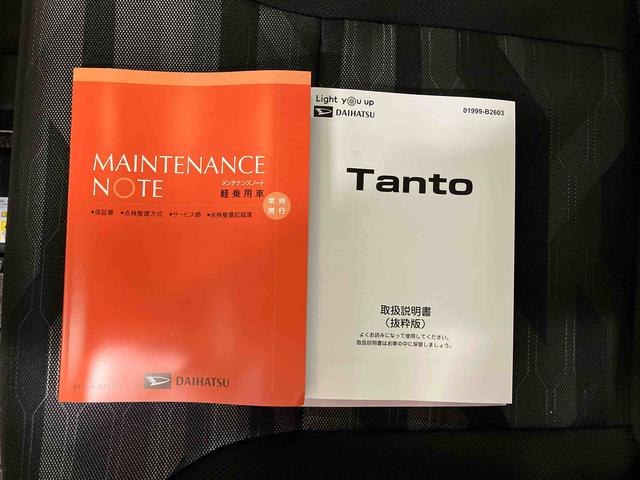 MAINTENANCE
NOTE
メンテナンスノート
軽乗用車
常時
携行
●保証書 ●点検整備方式 ●サービス網 ●点検整備記録簿
DAIHATSU
Light you up
DAIHATSU
01999-B2603
Tanto
取扱説明書
（抜粋版）
よくお読みになって使用してください。
取扱説明書はお車の中に保管しましょう。